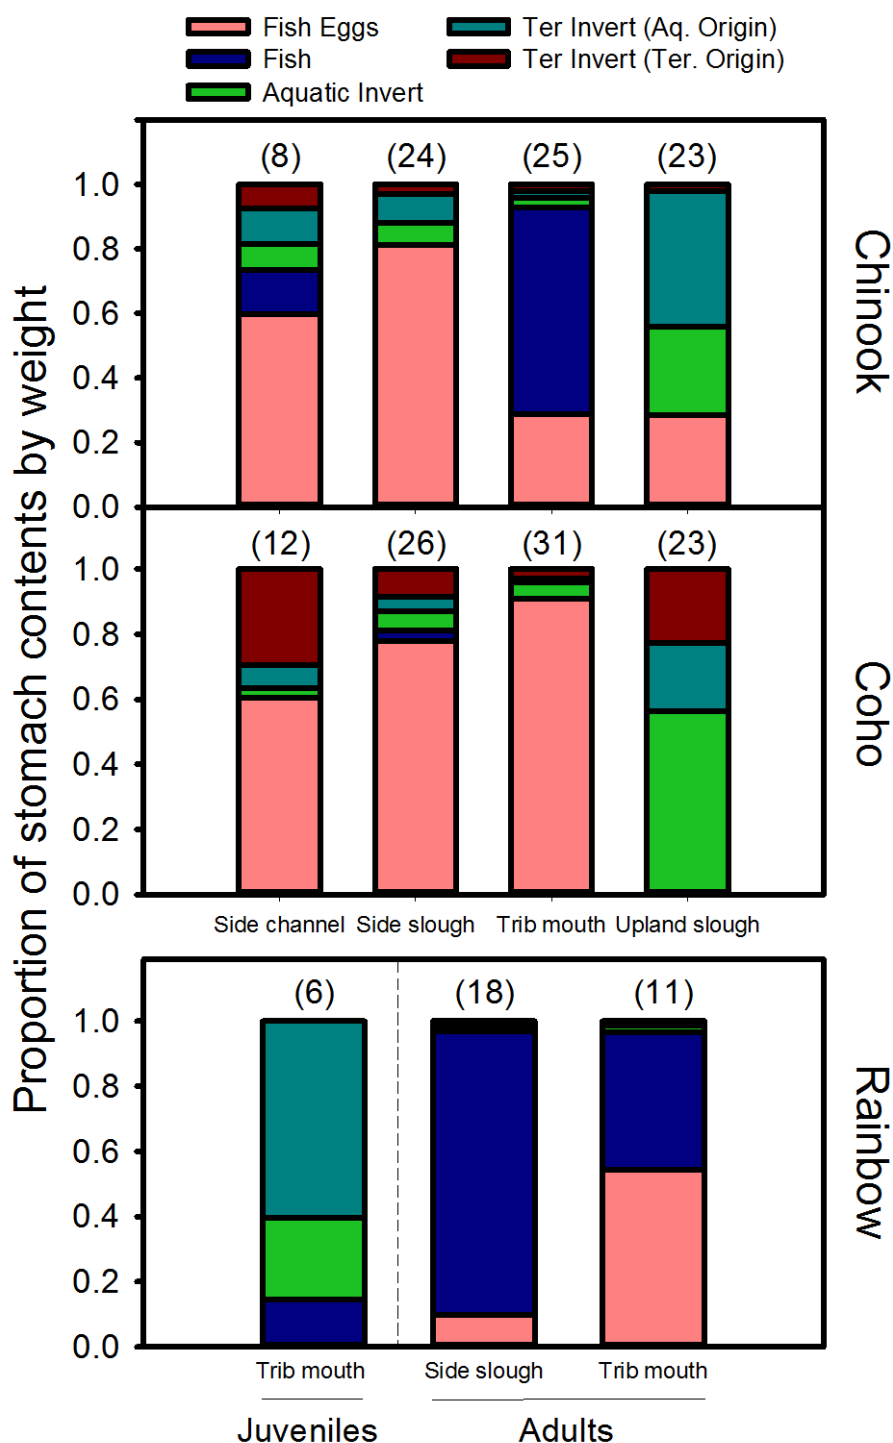 Fish Eggs
Fish
Aquatic Invert
Ter Invert (Aq. Origin)
Ter Invert (Ter. Origin)
Proportion of stomach contents by weight
(8) (24) (25) (23)
1.0
0.8
0.6
0.4
0.2
0.0
Chinook
(12) (26) (31) (23)
1.0
0.8
0.6
0.4
0.2
0.0
Coho
Side channel Side slough Trib mouth Upland slough
(6) (18) (11)
1.0
0.8
0.6
0.4
0.2
0.0
Rainbow
Trib mouth Side slough Trib mouth
Juveniles Adults